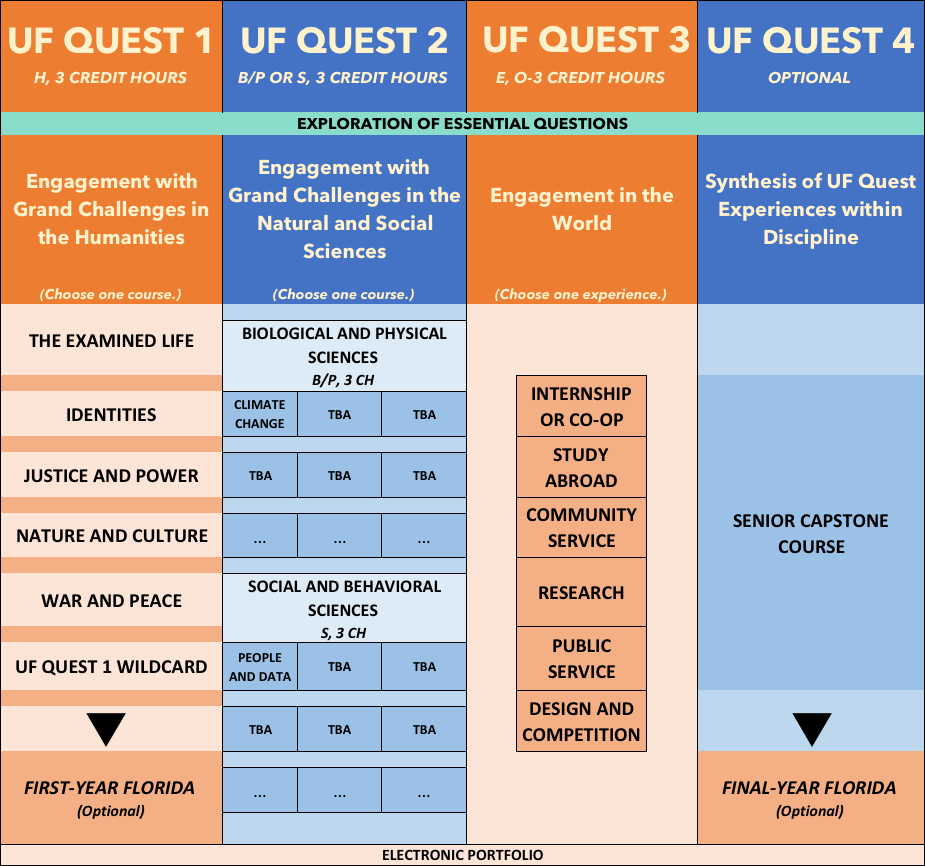 UF QUEST 1
H, 3 CREDIT HOURS
UF QUEST 2
B/P OR S, 3 CREDIT HOURS
UF QUEST 3
E, O-3 CREDIT HOURS
UF QUEST 4
OPTIONAL
EXPLORATION OF ESSENTIAL QUESTIONS
Engagement with
Grand Challenges in
the Humanities
(Choose one course.)
Engagement with
Grand Challenges in the
Natural and Social
Sciences
(Choose one course.)
Engagement in the
World
(Choose one experience.)
Synthesis of UF Quest
Experiences within
Discipline
THE EXAMINED LIFE
IDENTITIES
JUSTICE AND POWER
NATURE AND CULTURE
WAR AND PEACE
UF QUEST 1 WILDCARD
FIRST-YEAR FLORIDA
(Optional)
BIOLOGICAL AND PHYSICAL
SCIENCES
B/P, 3 CH
CLIMATE
CHANGE
TBA
TBA
TBA
TBA
TBA
...
...
...
SOCIAL AND BEHAVIORAL
SCIENCES
S, 3 CH
PEOPLE
AND DATA
TBA
TBA
TBA
TBA
TBA
...
...
...
INTERNSHIP
OR CO-OP
STUDY
ABROAD
COMMUNITY
SERVICE
RESEARCH
PUBLIC
SERVICE
DESIGN AND
COMPETITION
SENIOR CAPSTONE
COURSE
FINAL-YEAR FLORIDA
(Optional)
ELECTRONIC PORTFOLIO